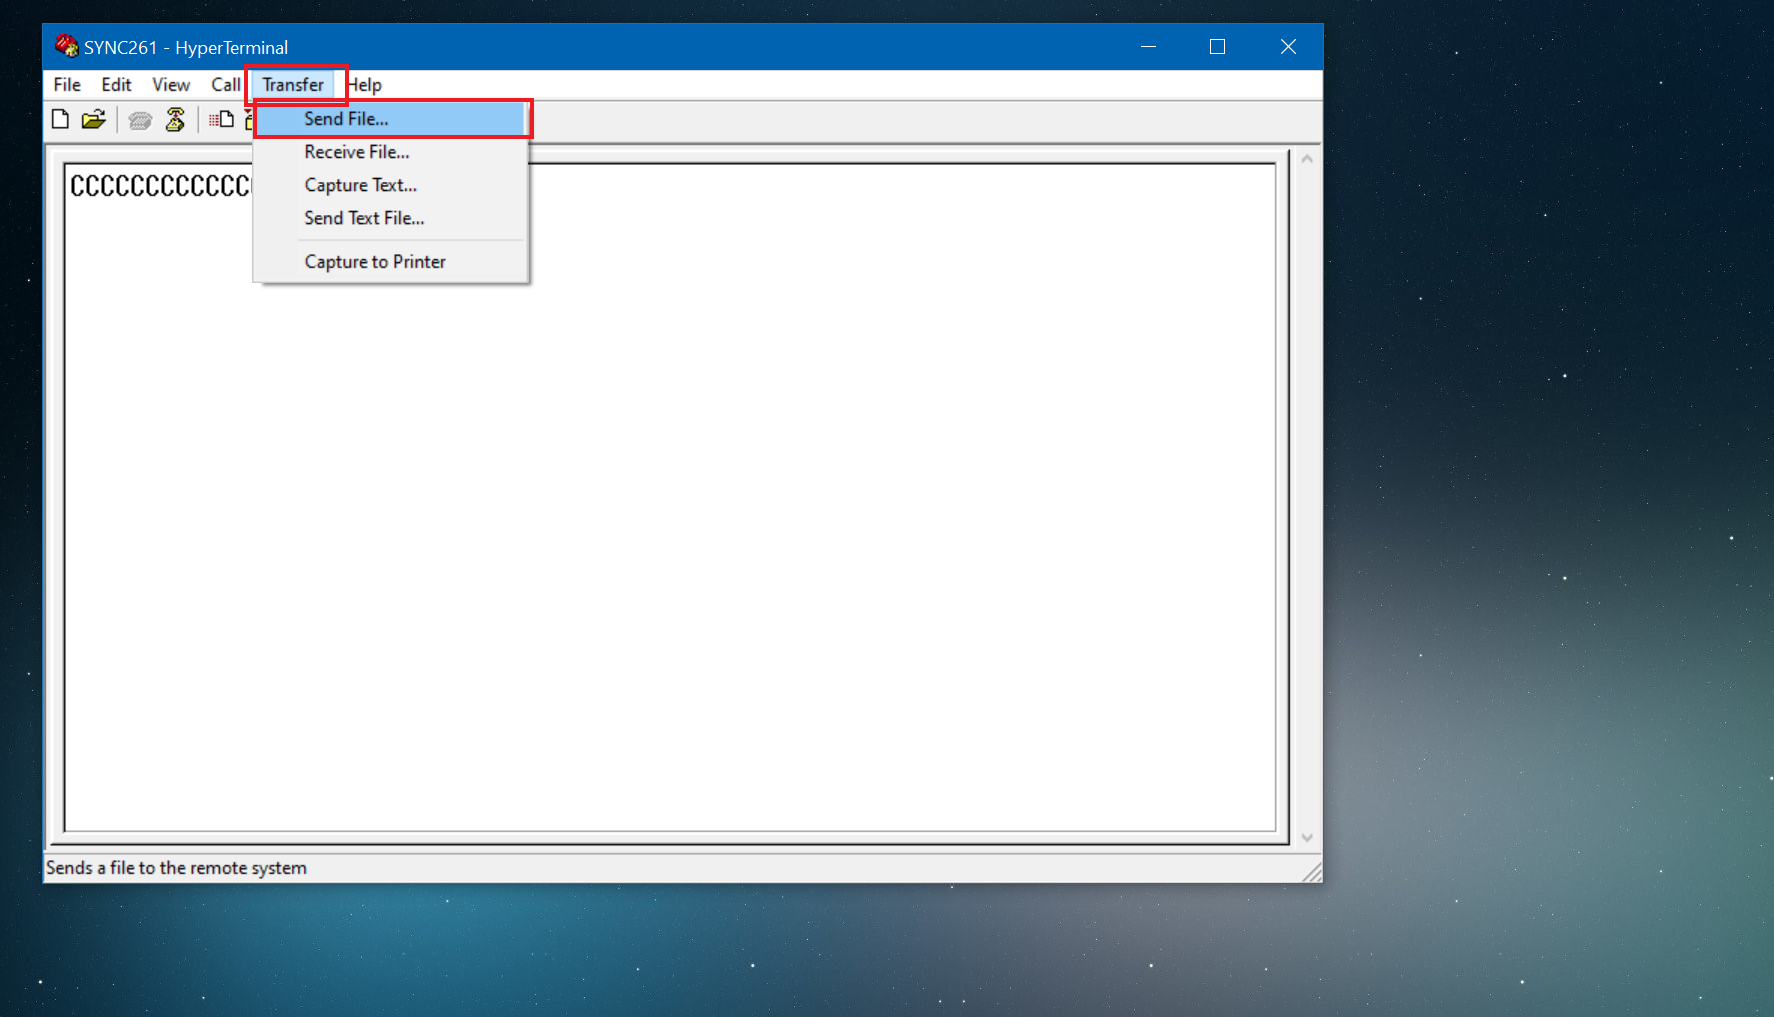 SYNC261 - HyperTerminal
File Edit View Call Transfer Help
Send File...
Receive File...
CCCCCCCCCCCCC
Capture Text...
Send Text File...
Capture to Printer
Sends a file to the remote system